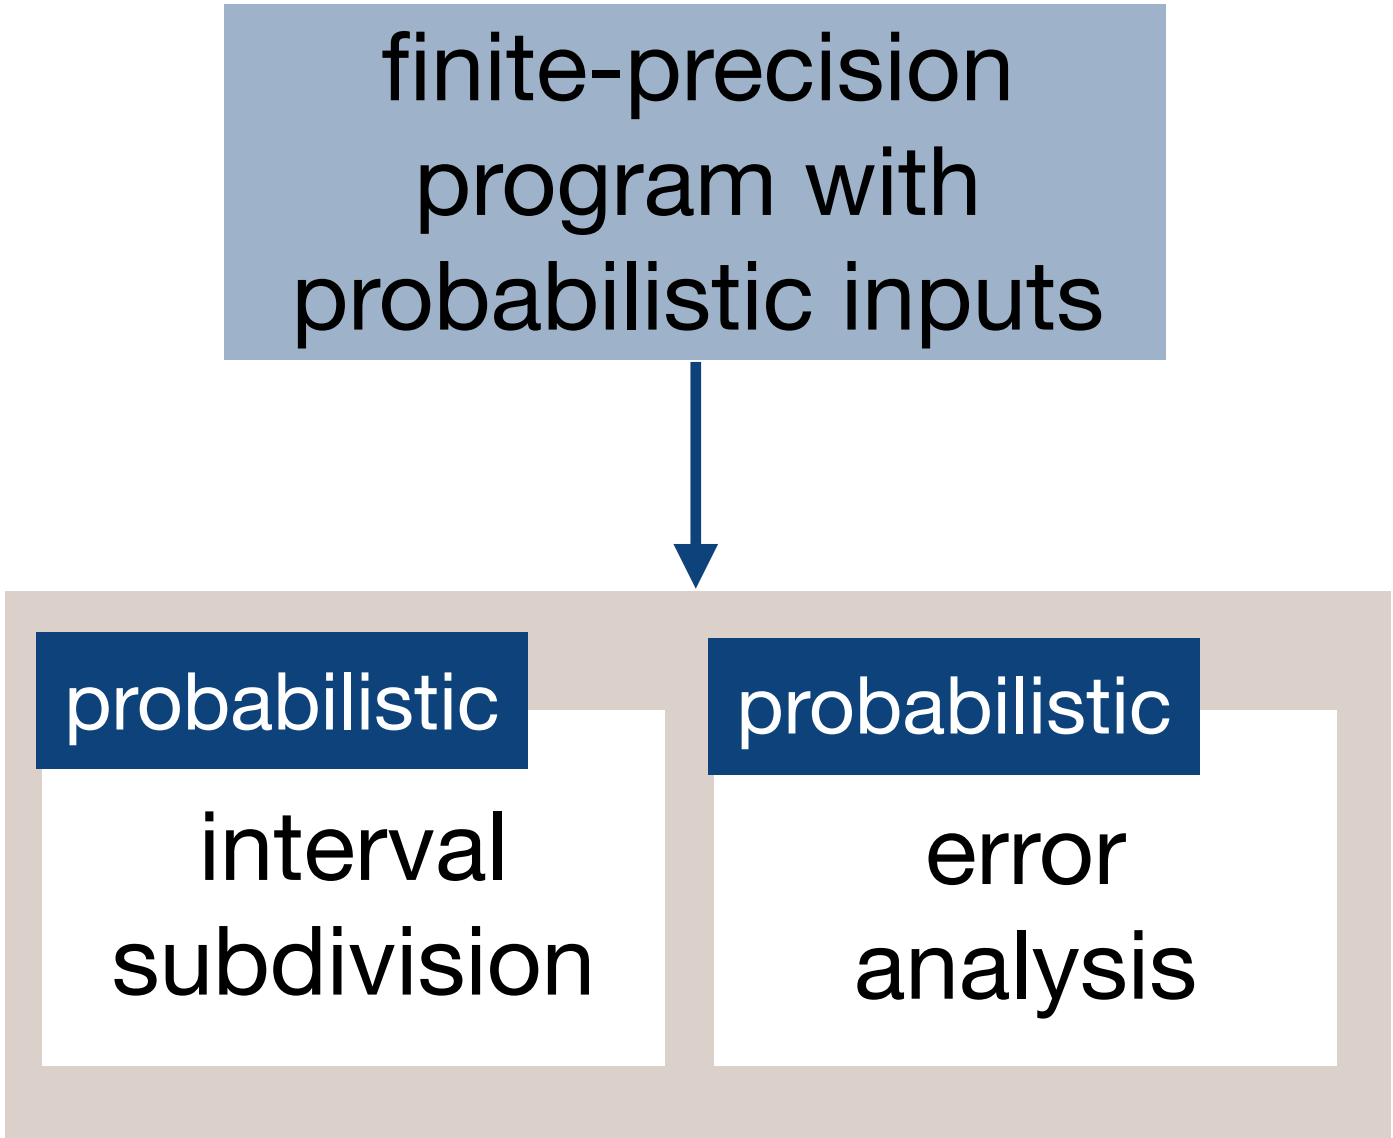 finite-precision
program with
probabilistic inputs
probabilistic
interval
subdivision
probabilistic
error
analysis